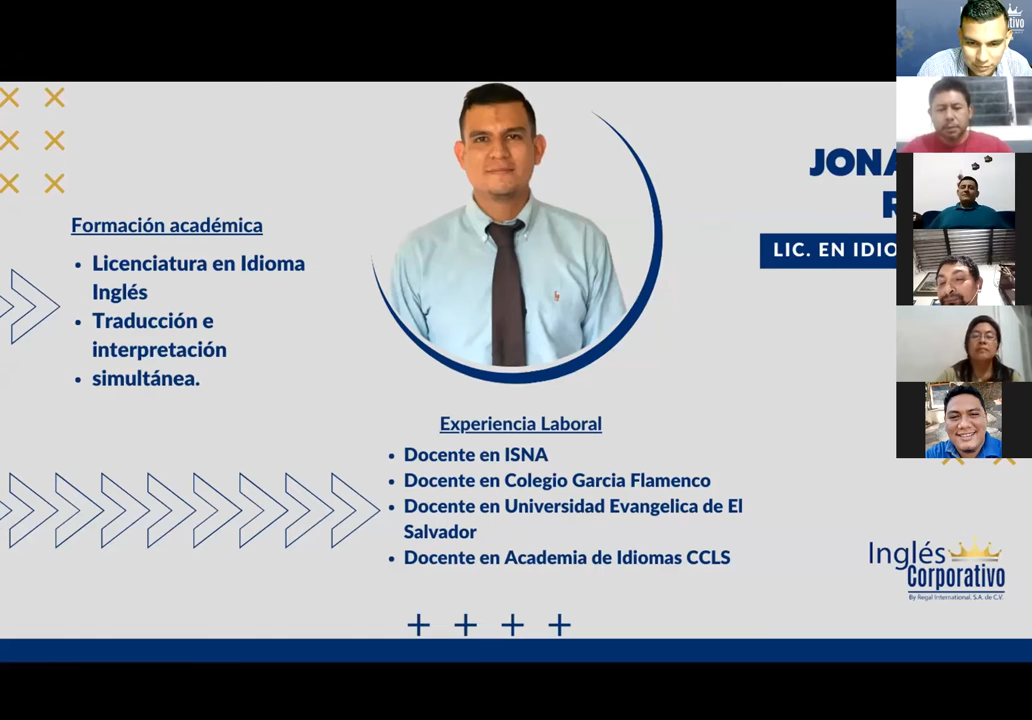 Formación académica
Licenciatura en Idioma
Inglés
Traducción e
interpretación
simultánea.
LIC. EN IDIO
Experiencia Laboral
Docente en ISNA
Docente en Colegio Garcia Flamenco
Docente en Universidad Evangelica de El
Salvador
Docente en Academia de Idiomas CCLS
Inglés
Corporativo
By Regal International, S.A. de C.V.